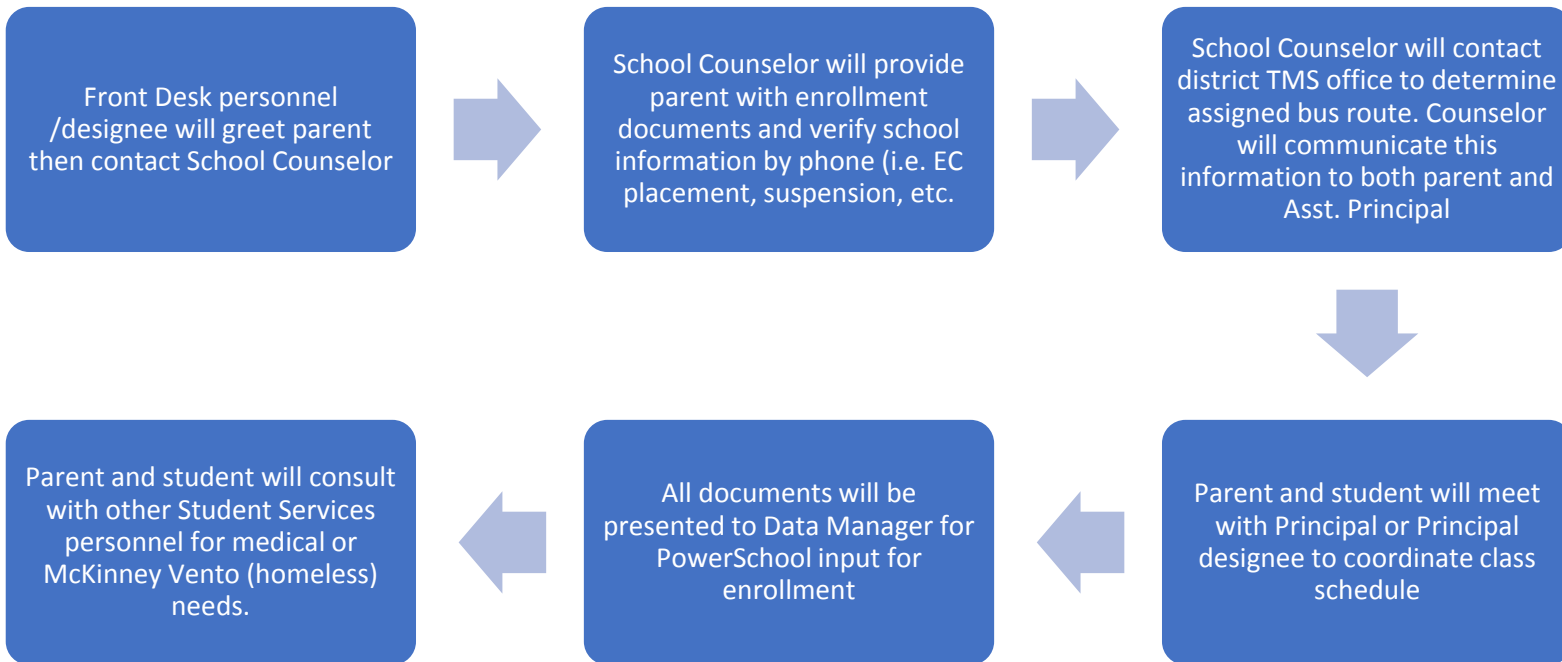 Front Desk personnel
/designee will greet parent
then contact School Counselor
School Counselor will provide
parent with enrollment
documents and verify school
information by phone (i.e. EC
placement, suspension, etc.
School Counselor will contact
district TMS office to determine
assigned bus route. Counselor
will communicate this
information to both parent and
Asst. Principal
Parent and student will meet
with Principal or Principal
designee to coordinate class
schedule
All documents will be
presented to Data Manager for
PowerSchool input for
enrollment
Parent and student will consult
with other Student Services
personnel for medical or
McKinney Vento (homeless)
needs.